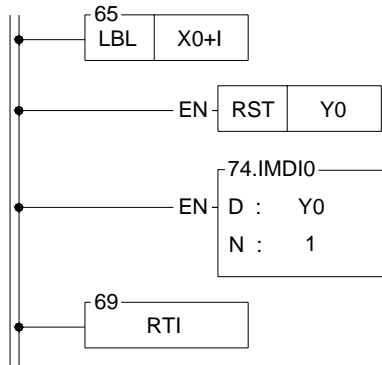 65
LBL X0+I
EN RST Y0
74.IMDI0
EN D : Y0
N : 1
69
RTI